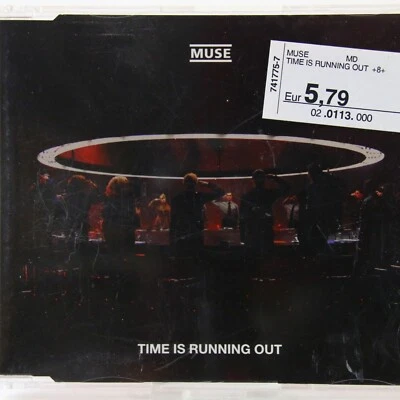 MUSE
741775-7
MUSE MD
TIME IS RUNNING OUT +8+
Eur 5,79
02 .0113. 000
TIME IS RUNNING OUT